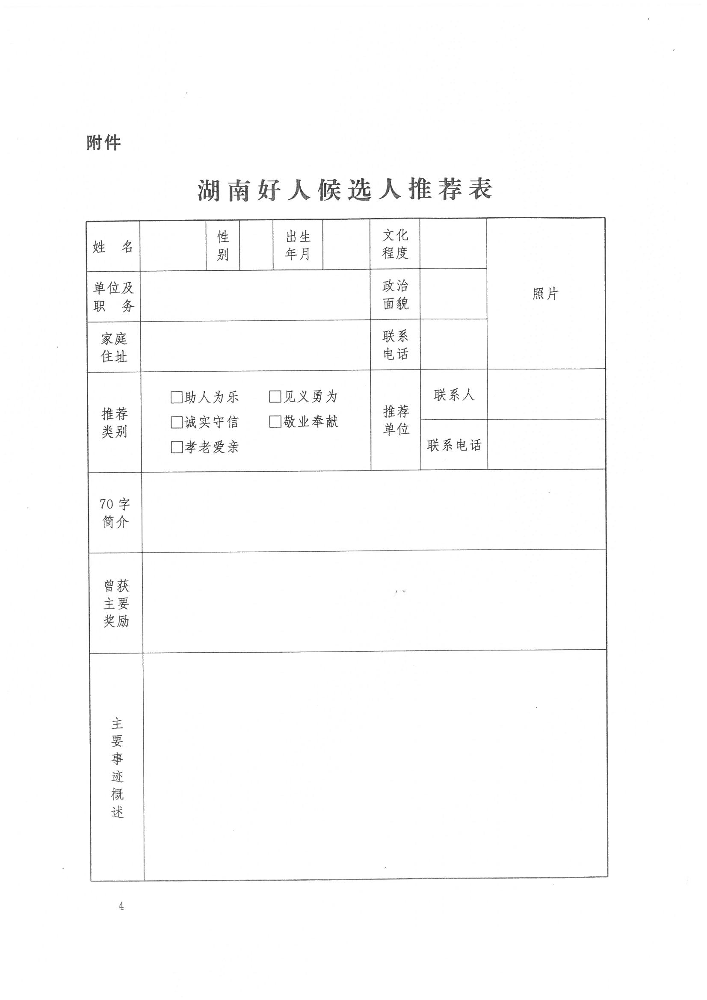 附件
湖南好人候选人推荐表
姓 名
性
别
出生
年月
文化
程度
照片
单位及
职 务
政治
面貌
家庭
住址
联系
电话
推荐
类别
□助人为乐 □见义勇为
□诚实守信 □敬业奉献
□孝老爱亲
推荐
单位
联系人
联系电话
70 字
简介
曾获
主要
奖励
主
要
事
迹
概
述
4